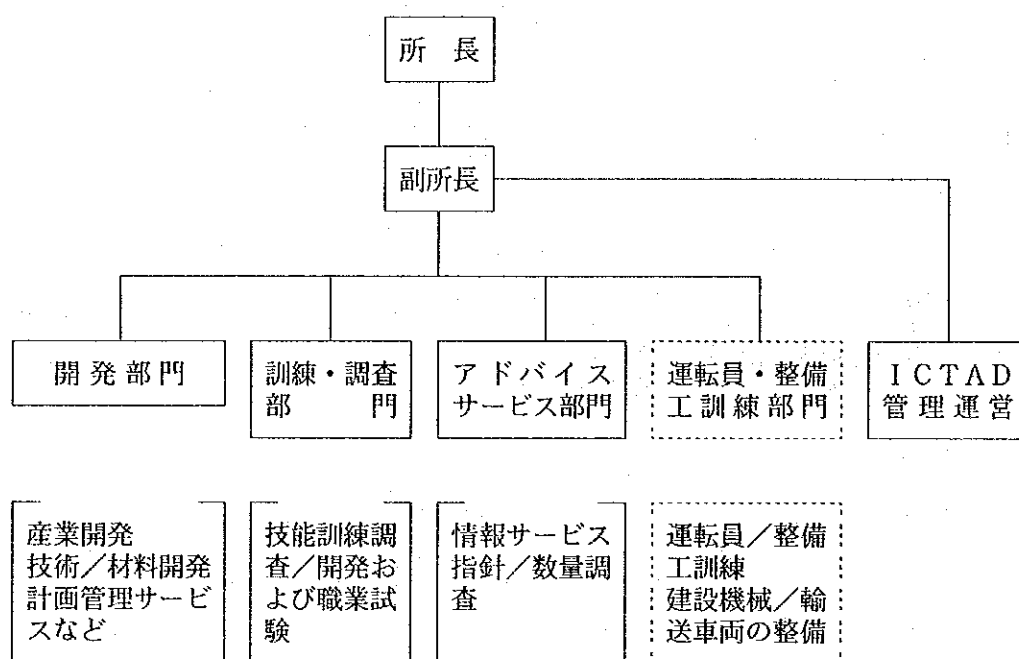 所長
副所長
開発部門
訓練・調査
部門
アドバイス
サービス部門
運転員・整備
工訓練部門
ICTAD
管理運営
産業開発
技術／材料開発
計画管理サービ
スなど
技能訓練調
査／開発お
よび職業試
験
情報サービス
指針／数量調
査
運転員／整備
工訓練
建設機械／輸
送車両の整備